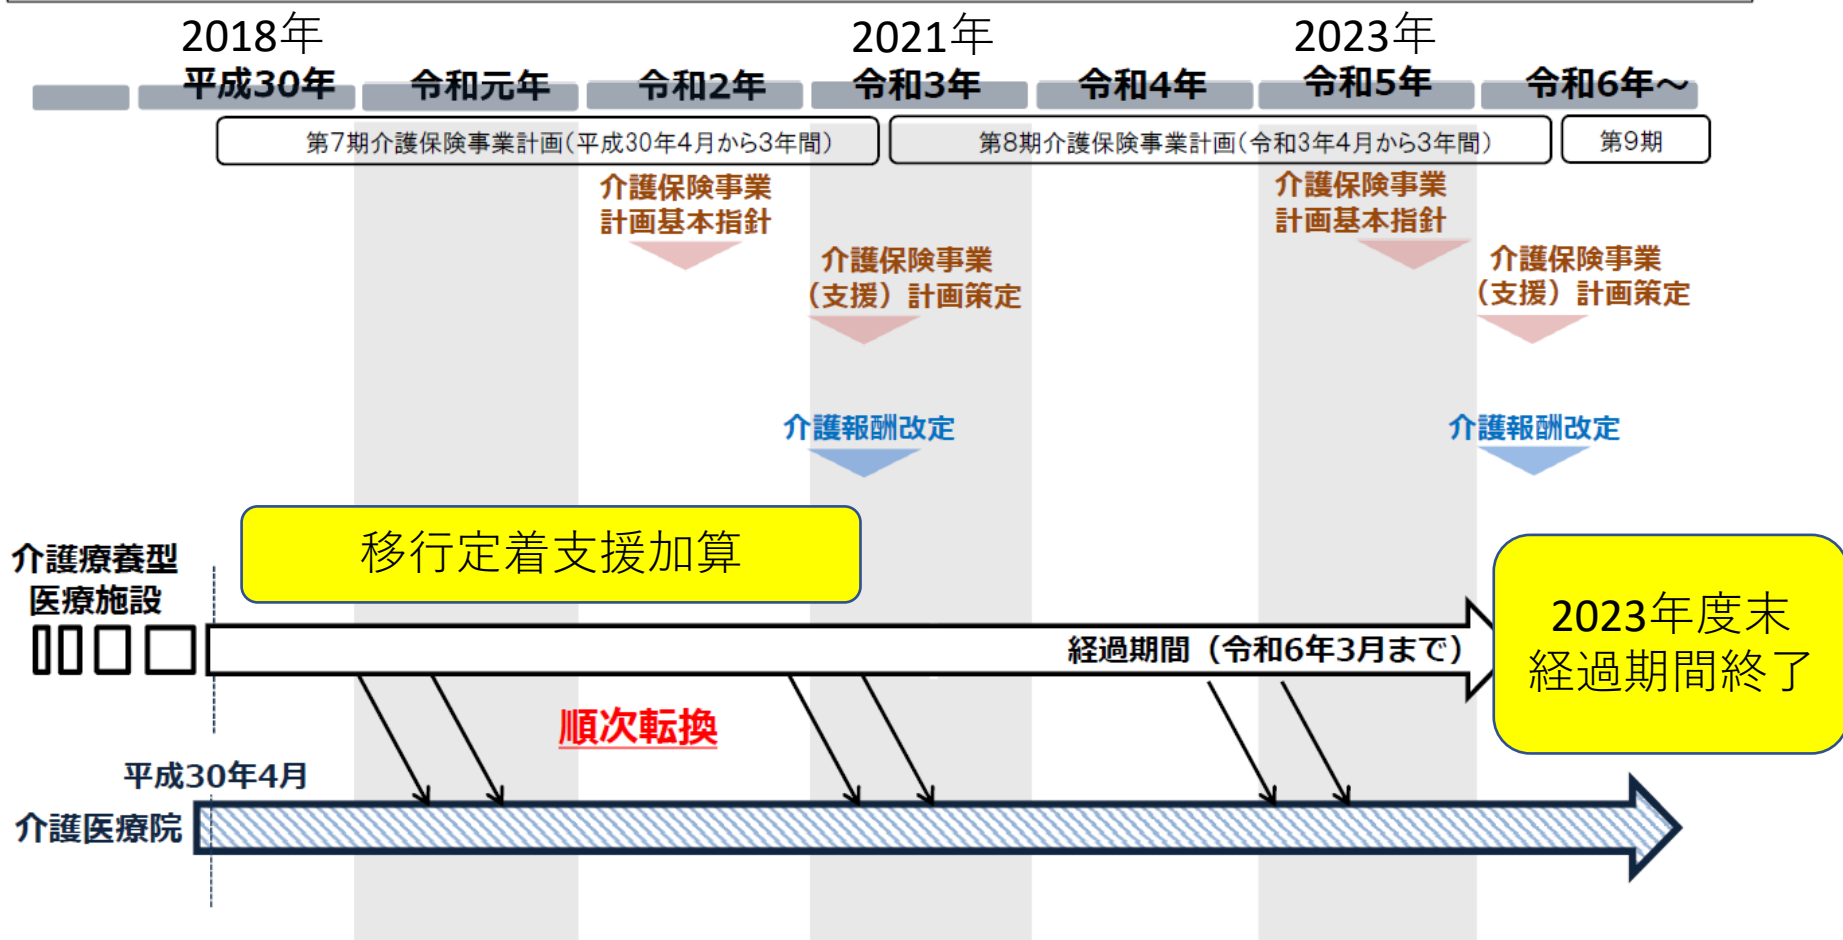 2018年
2021年
2023年
平成30年
令和元年
令和2年
令和3年
令和4年
令和5年
令和6年～
第7期介護保険事業計画(平成30年4月から3年間)
第8期介護保険事業計画(令和3年4月から3年間)
第9期
介護保険事業
計画基本指針
介護保険事業
（支援）計画策定
介護保険事業
計画基本指針
介護保険事業
（支援）計画策定
介護報酬改定
介護報酬改定
移行定着支援加算
介護療養型
医療施設
経過期間（令和6年3月まで）
2023年度末
経過期間終了
順次転換
平成30年4月
介護医療院